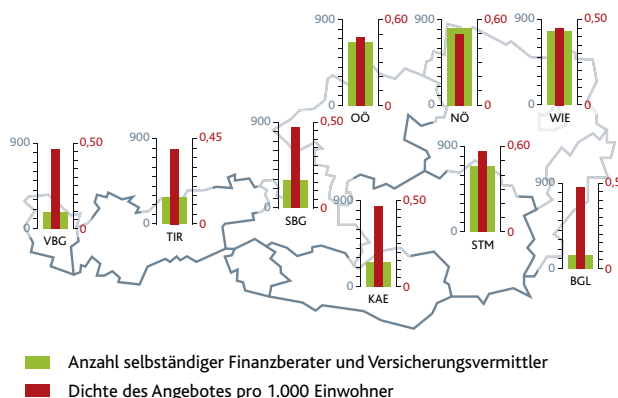 900 0,60 900 0,60 900 0,50
0 0 0 0 0 0
OÖ NÖ WIE
900 0,50 900 0,45 900 0,50 900 0,60
0 0 0 0 0 0 0 0
VBG TIR SBG STM
900 0,50 900 0,5
0 0 0 0
KAE BGL
Anzahl selbständiger Finanzberater und Versicherungsvermittler
Dichte des Angebotes pro 1.000 Einwohner